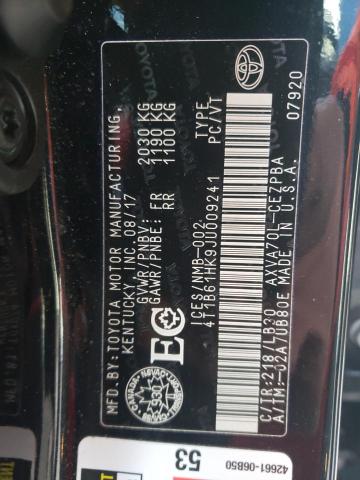 MFD.BY:TOYOTA MOTOR MANUFACTURING.
KENTUCKY, INC.08/17
GVWR/PNBV: 2030 KG
GAWR/PNBE: FR 1190 KG
RR 1100 KG
ICES/NMB-002 TYPE
4T1B61HK9JU009241 PC/VT
C/TR:218/LB30 AXVA70L-CEZPBA
A/TM:-02A/UB80E MADE IN U.S.A. 07920
930
53
42661-06B50